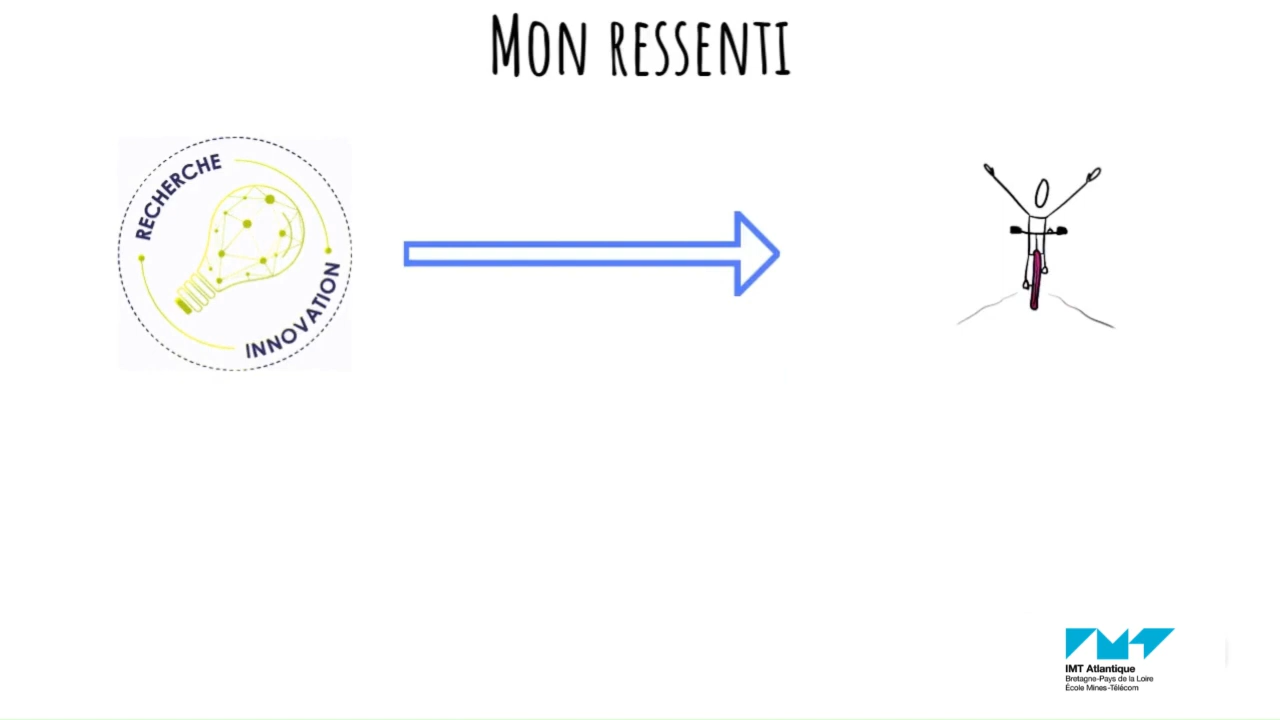 MON RESSENTI
RECHERCHE
INNOVATION
IMT Atlantique
Bretagne-Pays de la Loire
École Mines-Télécom